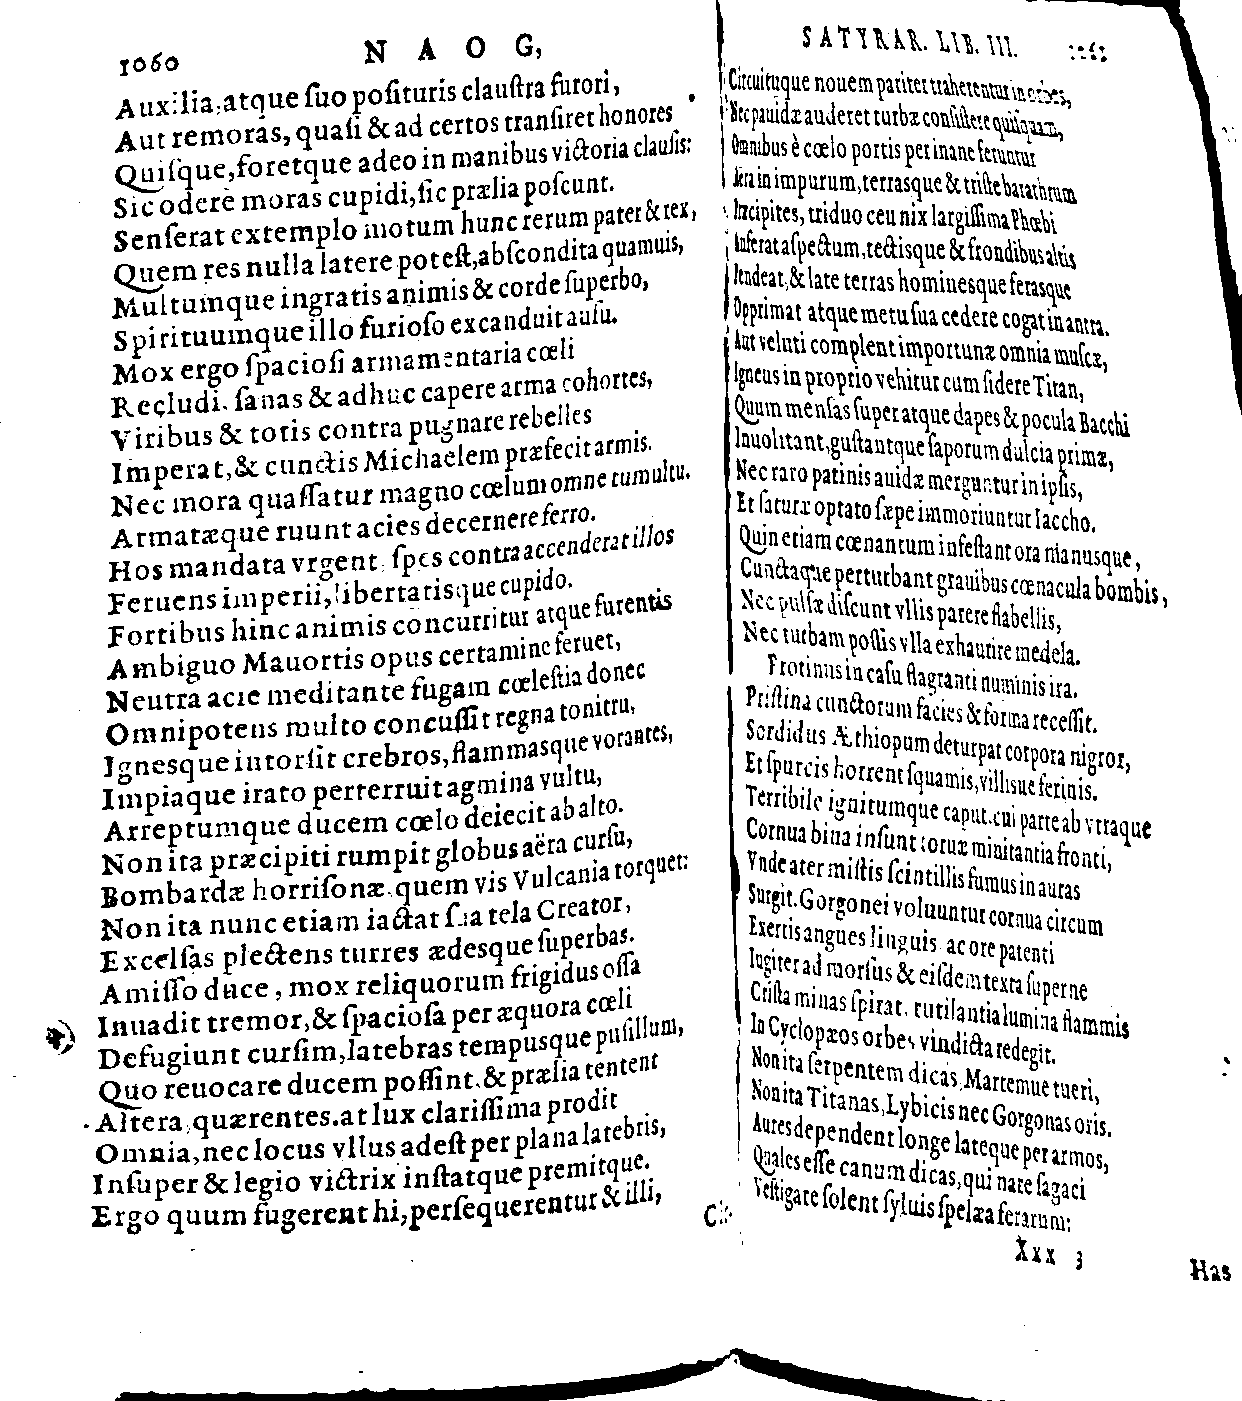 1060 NAOG,
Auxilia, atque ſuo poſituris clauſtra furori,
Aut remoras, quaſi & ad certos tranſiret honores
Quiſque, foretque adeo in manibus victoria clauſis:
Sic odere moras cupidi, ſic prælia poſcunt.
Senſerat extemplo motum hunc rerum pater & rex,
Quem res nulla latere poteſt, abſcondita quamuis,
Multumque ingratis animis & corde ſuperbo,
Spirituumque illo furioſo excanduit auſu.
Mox ergo ſpacioſi armamentaria cœli
Recludi, ſanas & adhuc capere arma cohortes,
Viribus & totis contra pugnare rebelles
Imperat, & cunctis Michaelem præfecit armis.
Nec mora quaſſatur magno cœlum omne tumultu.
Armatæque ruunt acies decernere ferro.
Hos mandata vrgent, ſpes contra accenderat illos
Feruens imperii, libertatisque cupido.
Fortibus hinc animis concurritur atque furentis
Ambiguo Mauortis opus certamine feruet,
Neutra acie meditante fugam cœleſtia donec
Omnipotens multo concuſſit regna tonitru,
Ignesque intorſit crebros, flammasque vorantes,
Impiaque irato perterruit agmina vultu,
Arreptumque ducem cœlo deiecit ab alto.
Non ita præcipiti rumpit globus aëra curſu,
Bombardæ horriſonæ, quem vis Vulcania torquet:
Non ita nunc etiam iactat ſua tela Creator,
Excelſas plectens turres ædesque ſuperbas.
Amiſſo duce, mox reliquorum frigidus oſſa
Inuadit tremor, & ſpacioſa per æquora cœli
Defugiunt curſim, latebras tempusque puſillum,
Quo reuocare ducem poſſint, & prælia tentent
Altera, quærentes. at lux clariſſima prodit
Omnia, nec locus vllus adeſt per plana latebris,
Inſuper & legio victrix inſtatque premitque.
Ergo quum fugerent hi, perſequerentur & illi,
SATYRAR. LIB. III.
Circuituque nouem pariter traherentur in orbes,
Nec pauidæ auderet turbæ conſiſtere quiſquam,
Omnibus è cœlo portis per inane feruntur
Aera in impurum, terrasque & triſte barathrum
Præcipites, triduo ceu nix largiſſima Phœbi
Inferat aſpectum, tectisque & frondibus altis
Inſideat, & late terras hominesque ferasque
Opprimat atque metu ſua cedere cogat in antra.
Aut veluti complent importunæ omnia muſcæ,
Igneus in proprio vehitur cum ſidere Titan,
Quum menſas ſuper atque dapes & pocula Bacchi
Inuolitant, guſtantque ſaporum dulcia primæ,
Nec raro patinis auidæ merguntur in ipſis,
Et ſaturæ optato ſæpe immoriuntur Iaccho.
Quin etiam cœnantum infeſtant ora manusque,
Cunctaque perturbant grauibus cœnacula bombis,
Nec pulſæ diſcunt vllis parere flabellis,
Nec turbam poſſis vlla exhaurire medela.
Protinus in caſu flagranti numinis ira.
Priſtina cunctorum facies & forma receſſit.
Sordidus Æthiopum deturpat corpora nigror,
Et ſpurcis horrent ſquamis, villisue ferinis.
Terribile ignitumque caput, cui parte ab vtraque
Cornua bina inſunt toruæ minitantia fronti,
Vnde ater miſtis ſcintillis fumus in auras
Surgit. Gorgonei voluuntur cornua circum
Exertis angues linguis, ac ore patenti
Iugiter ad morſus & eiſdem texta ſuperne
Criſta minas ſpirat, rutilantia lumina flammis
In Cyclopæos orbes vindicta redegit.
Non ita ſerpentem dicas, Martemue tueri,
Non ita Titanas, Lybicis nec Gorgonas oris.
Aures dependent longe lateque per armos,
Quales eſſe canum dicas, qui nare ſagaci
Veſtigare ſolent ſyluis ſpelæa ferarum:
Xxx 3
Has